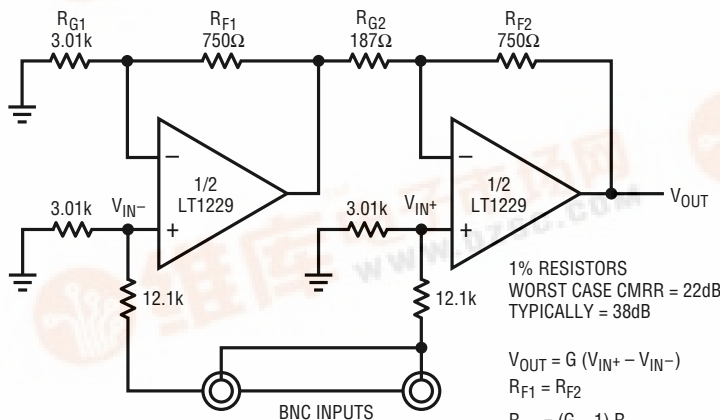 R_G1
3.01k
R_F1
750Ω
R_G2
187Ω
R_F2
750Ω
−
1/2
LT1229
+
−
1/2
LT1229
+
V_OUT
3.01k
V_IN−
3.01k
V_IN+
12.1k
12.1k
BNC INPUTS
1% RESISTORS
WORST CASE CMRR = 22dB
TYPICALLY = 38dB
V_OUT = G (V_IN+ − V_IN−)
R_F1 = R_F2